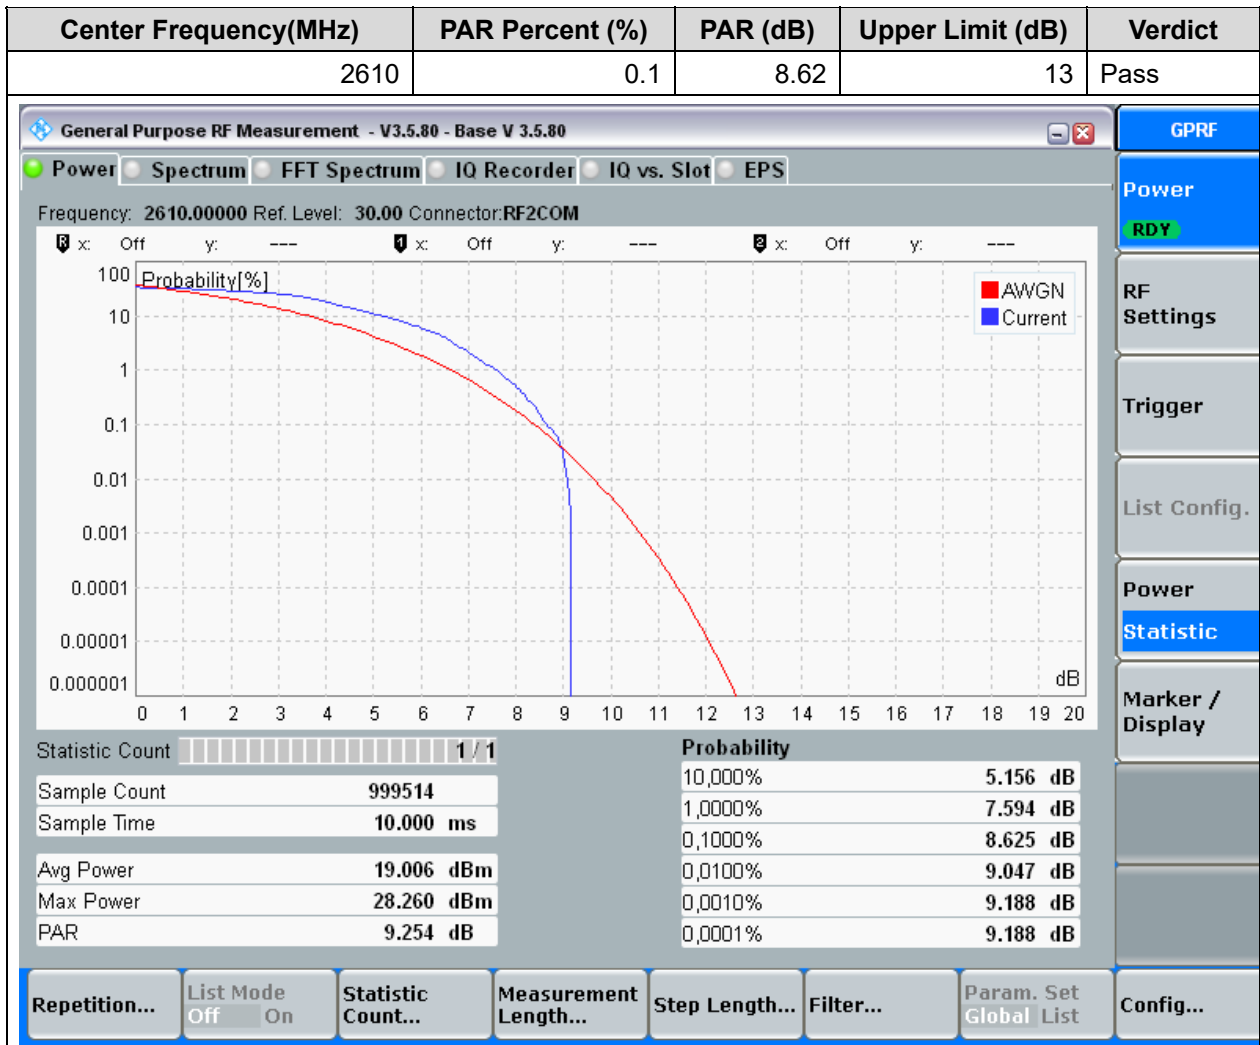 Center Frequency(MHz) PAR Percent (%) PAR (dB) Upper Limit (dB) Verdict
2610 0.1 8.62 13 Pass
General Purpose RF Measurement - V3.5.80 - Base V 3.5.80
GPRF
Power Spectrum FFT Spectrum IQ Recorder IQ vs. Slot EPS
Frequency: 2610.00000 Ref. Level: 30.00 Connector:RF2COM
R x: Off y: --- 1 x: Off y: --- 2 x: Off y: ---
Probability[%]
AWGN
Current
100
10
1
0.1
0.01
0.001
0.0001
0.00001
0.000001
dB
0 1 2 3 4 5 6 7 8 9 10 11 12 13 14 15 16 17 18 19 20
Statistic Count 1 / 1
Sample Count 999514
Sample Time 10.000 ms
Avg Power 19.006 dBm
Max Power 28.260 dBm
PAR 9.254 dB
Probability
10,000% 5.156 dB
1,0000% 7.594 dB
0,1000% 8.625 dB
0,0100% 9.047 dB
0,0010% 9.188 dB
0,0001% 9.188 dB
Power
RDY
RF
Settings
Trigger
List Config.
Power
Statistic
Marker /
Display
Repetition...
List Mode
Off On
Statistic
Count...
Measurement
Length...
Step Length...
Filter...
Param. Set
Global List
Config...